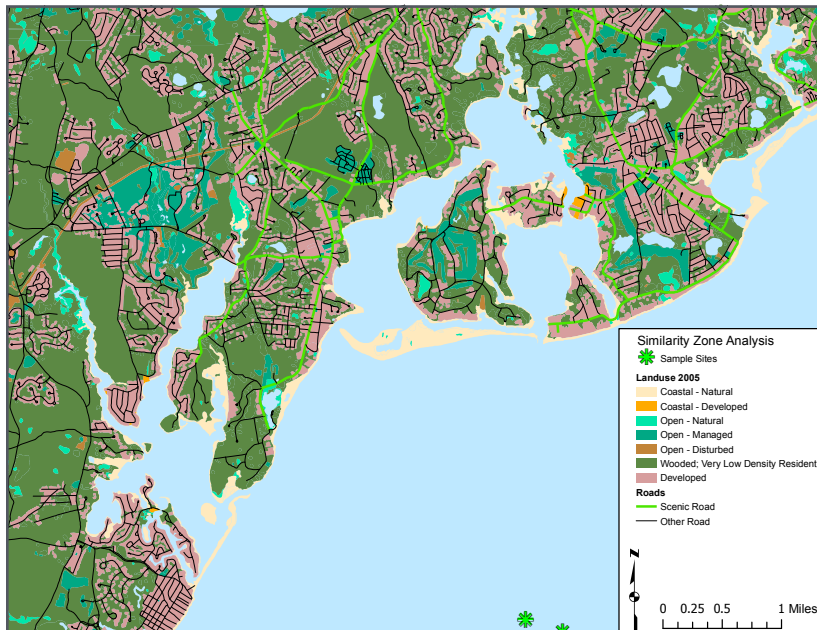 Similarity Zone Analysis
Sample Sites
Landuse 2005
Coastal - Natural
Coastal - Developed
Open - Natural
Open - Managed
Open - Disturbed
Wooded; Very Low Density Resident
Developed
Roads
Scenic Road
Other Road
N
0 0.25 0.5 1 Miles